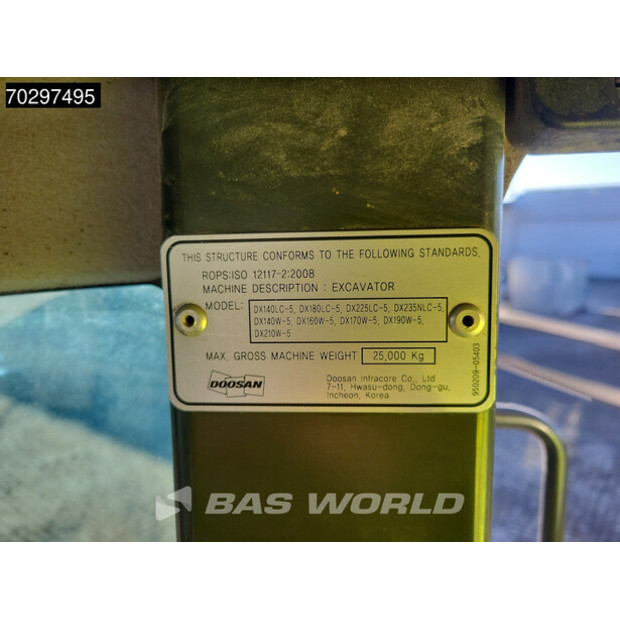 70297495
THIS STRUCTURE CONFORMS TO THE FOLLOWING STANDARDS.
ROPS:ISO 12117-2:2008
MACHINE DESCRIPTION : EXCAVATOR
MODEL: DX140LC-5, DX180LC-5, DX225LC-5, DX235NLC-5,
DX140W-5, DX160W-5, DX170W-5, DX190W-5,
DX210W-5
MAX. GROSS MACHINE WEIGHT 25,000 Kg
DOOSAN
Doosan Infracore Co., Ltd
7-11, Hwasu-dong, Dong-gu,
Incheon, Korea
950209-05403
BAS WORLD